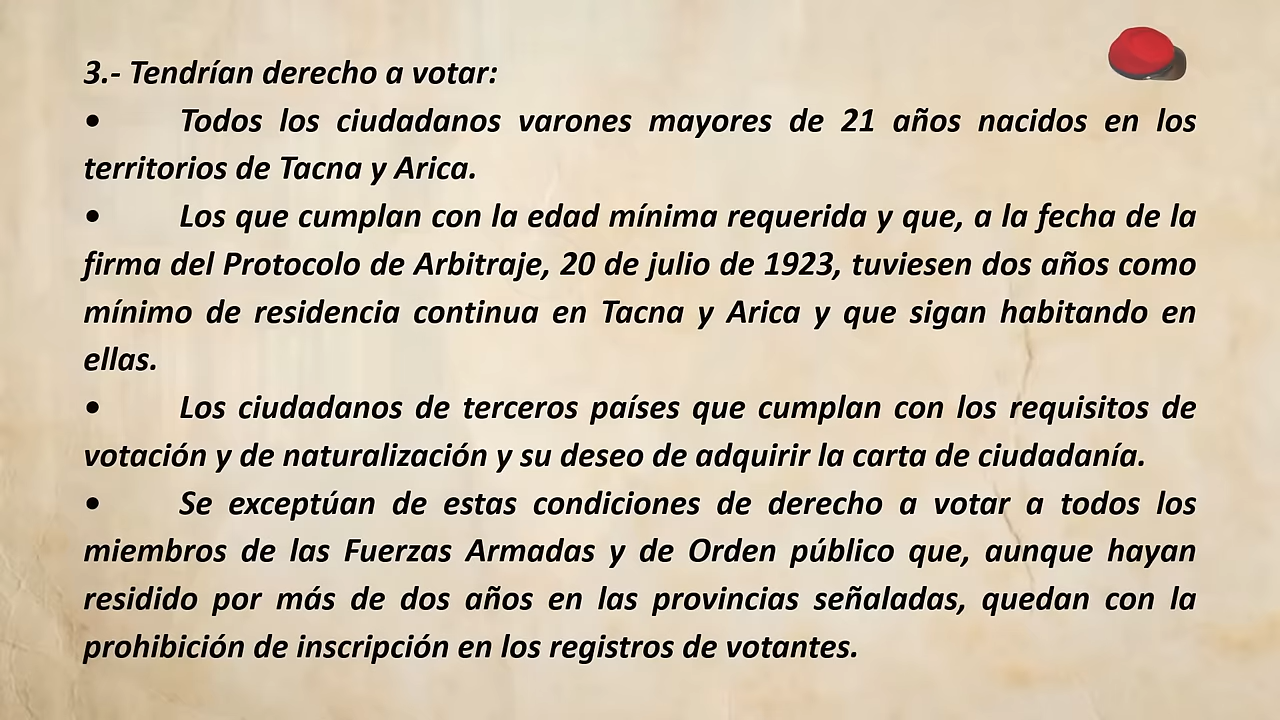 3.- Tendrían derecho a votar:
• Todos los ciudadanos varones mayores de 21 años nacidos en los
territorios de Tacna y Arica.
• Los que cumplan con la edad mínima requerida y que, a la fecha de la
firma del Protocolo de Arbitraje, 20 de julio de 1923, tuviesen dos años como
mínimo de residencia continua en Tacna y Arica y que sigan habitando en
ellas.
• Los ciudadanos de terceros países que cumplan con los requisitos de
votación y de naturalización y su deseo de adquirir la carta de ciudadanía.
• Se exceptúan de estas condiciones de derecho a votar a todos los
miembros de las Fuerzas Armadas y de Orden público que, aunque hayan
residido por más de dos años en las provincias señaladas, quedan con la
prohibición de inscripción en los registros de votantes.